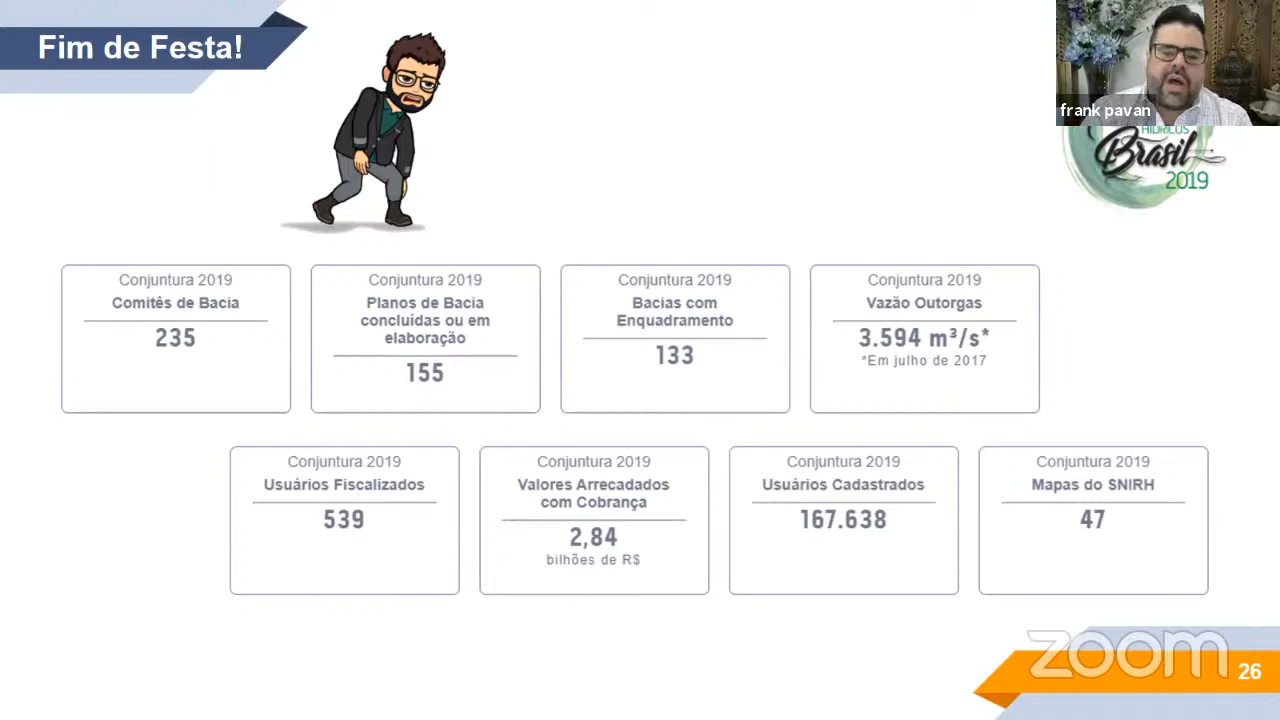 Fim de Festa!
frank pavan
HÍDRICOS
Brasil
2019
Conjuntura 2019
Comitês de Bacia
235
Conjuntura 2019
Planos de Bacia
concluídas ou em
elaboração
155
Conjuntura 2019
Bacias com
Enquadramento
133
Conjuntura 2019
Vazão Outorgas
3.594 m³/s*
*Em julho de 2017
Conjuntura 2019
Usuários Fiscalizados
539
Conjuntura 2019
Valores Arrecadados
com Cobrança
2,84
bilhões de R$
Conjuntura 2019
Usuários Cadastrados
167.638
Conjuntura 2019
Mapas do SNIRH
47
zoom
26